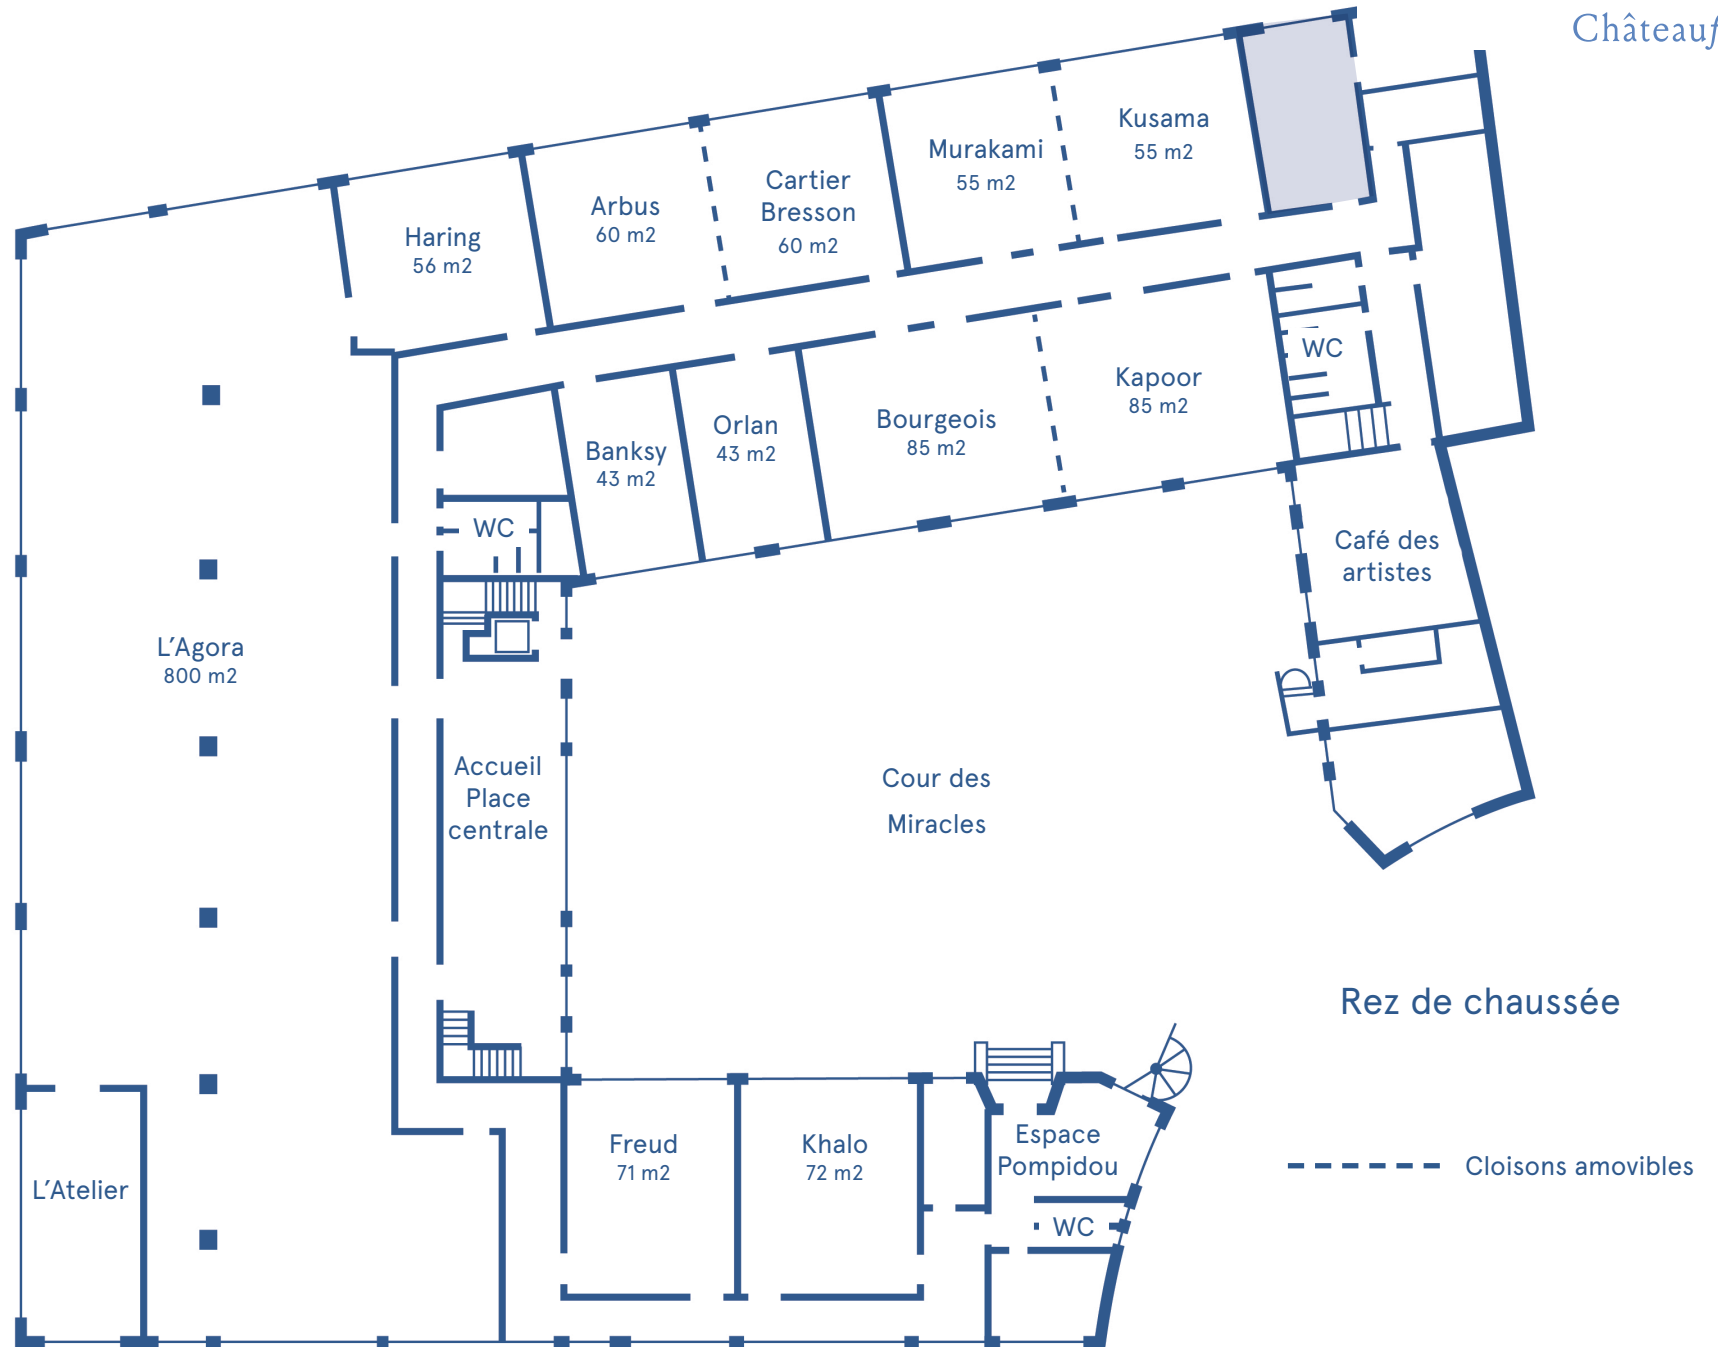 Châteauf
Kusama
55 m2
Murakami
55 m2
Cartier
Bresson
60 m2
Arbus
60 m2
Haring
56 m2
WC
Kapoor
85 m2
Bourgeois
85 m2
Orlan
43 m2
Banksy
43 m2
WC
Café des
artistes
L'Agora
800 m2
Accueil
Place
centrale
Cour des
Miracles
Rez de chaussée
Freud
71 m2
Khalo
72 m2
Espace
Pompidou
WC
Cloisons amovibles
L'Atelier